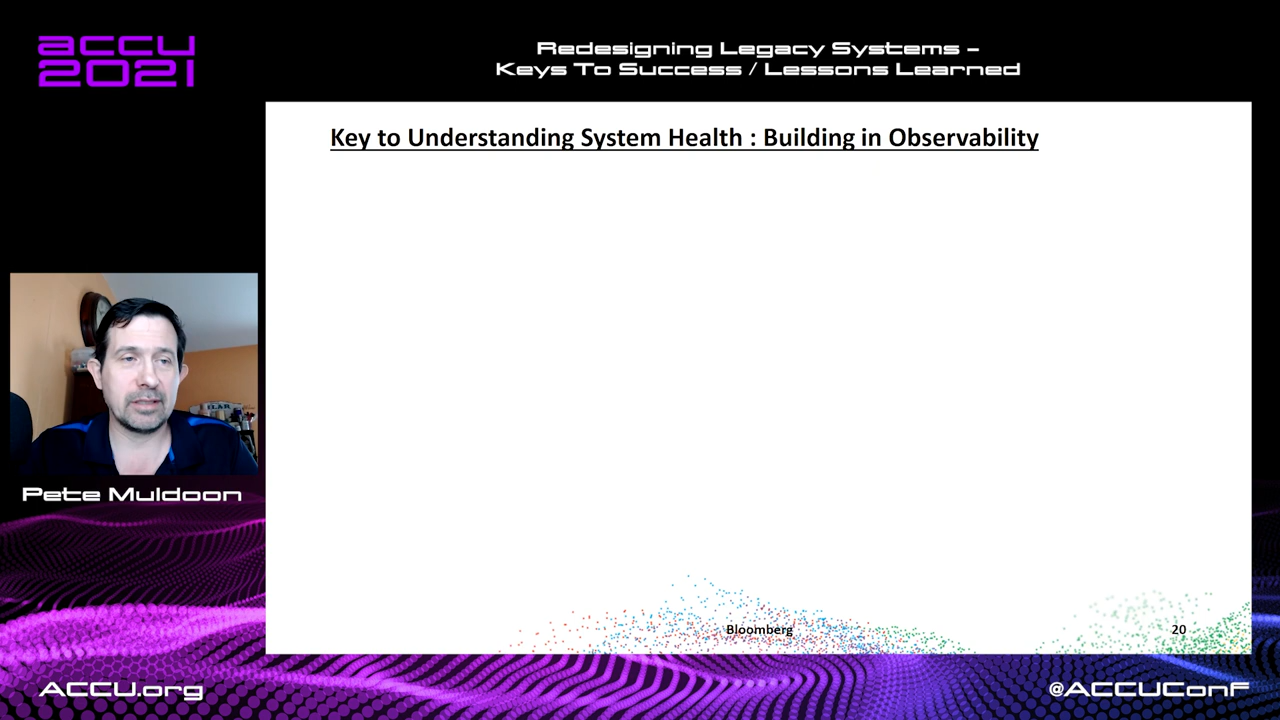 accu
2021
Redesigning Legacy Systems –
Keys To Success / Lessons Learned
Key to Understanding System Health : Building in Observability
Pete Muldoon
Bloomberg
20
ACCU.org
@ACCUConf